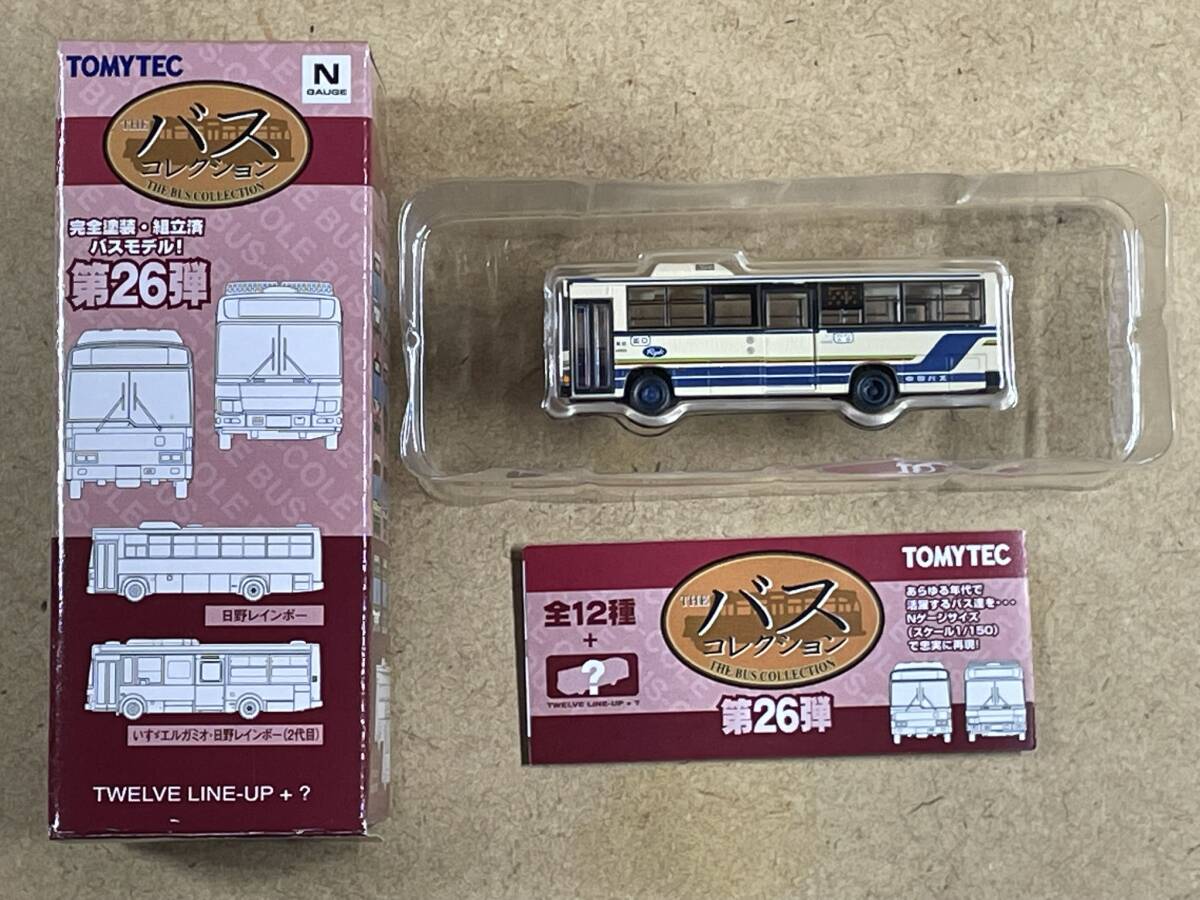 TOMYTEC
N
GAUGE
THE
バス
コレクション
THE BUS COLLECTION
完全塗装・組立済
バスモデル!
第26弾
日野レインボー
いすゞエルガミオ・日野レインボー(2代目)
TWELVE LINE-UP + ?
出口
中国バス
TOMYTEC
全12種
+
?
TWELVE LINE-UP + ?
THE
バス
コレクション
THE BUS COLLECTION
第26弾
あらゆる年代で
活躍するバス達を・・・
Nゲージサイズ
(スケール1/150)
で忠実に再現!